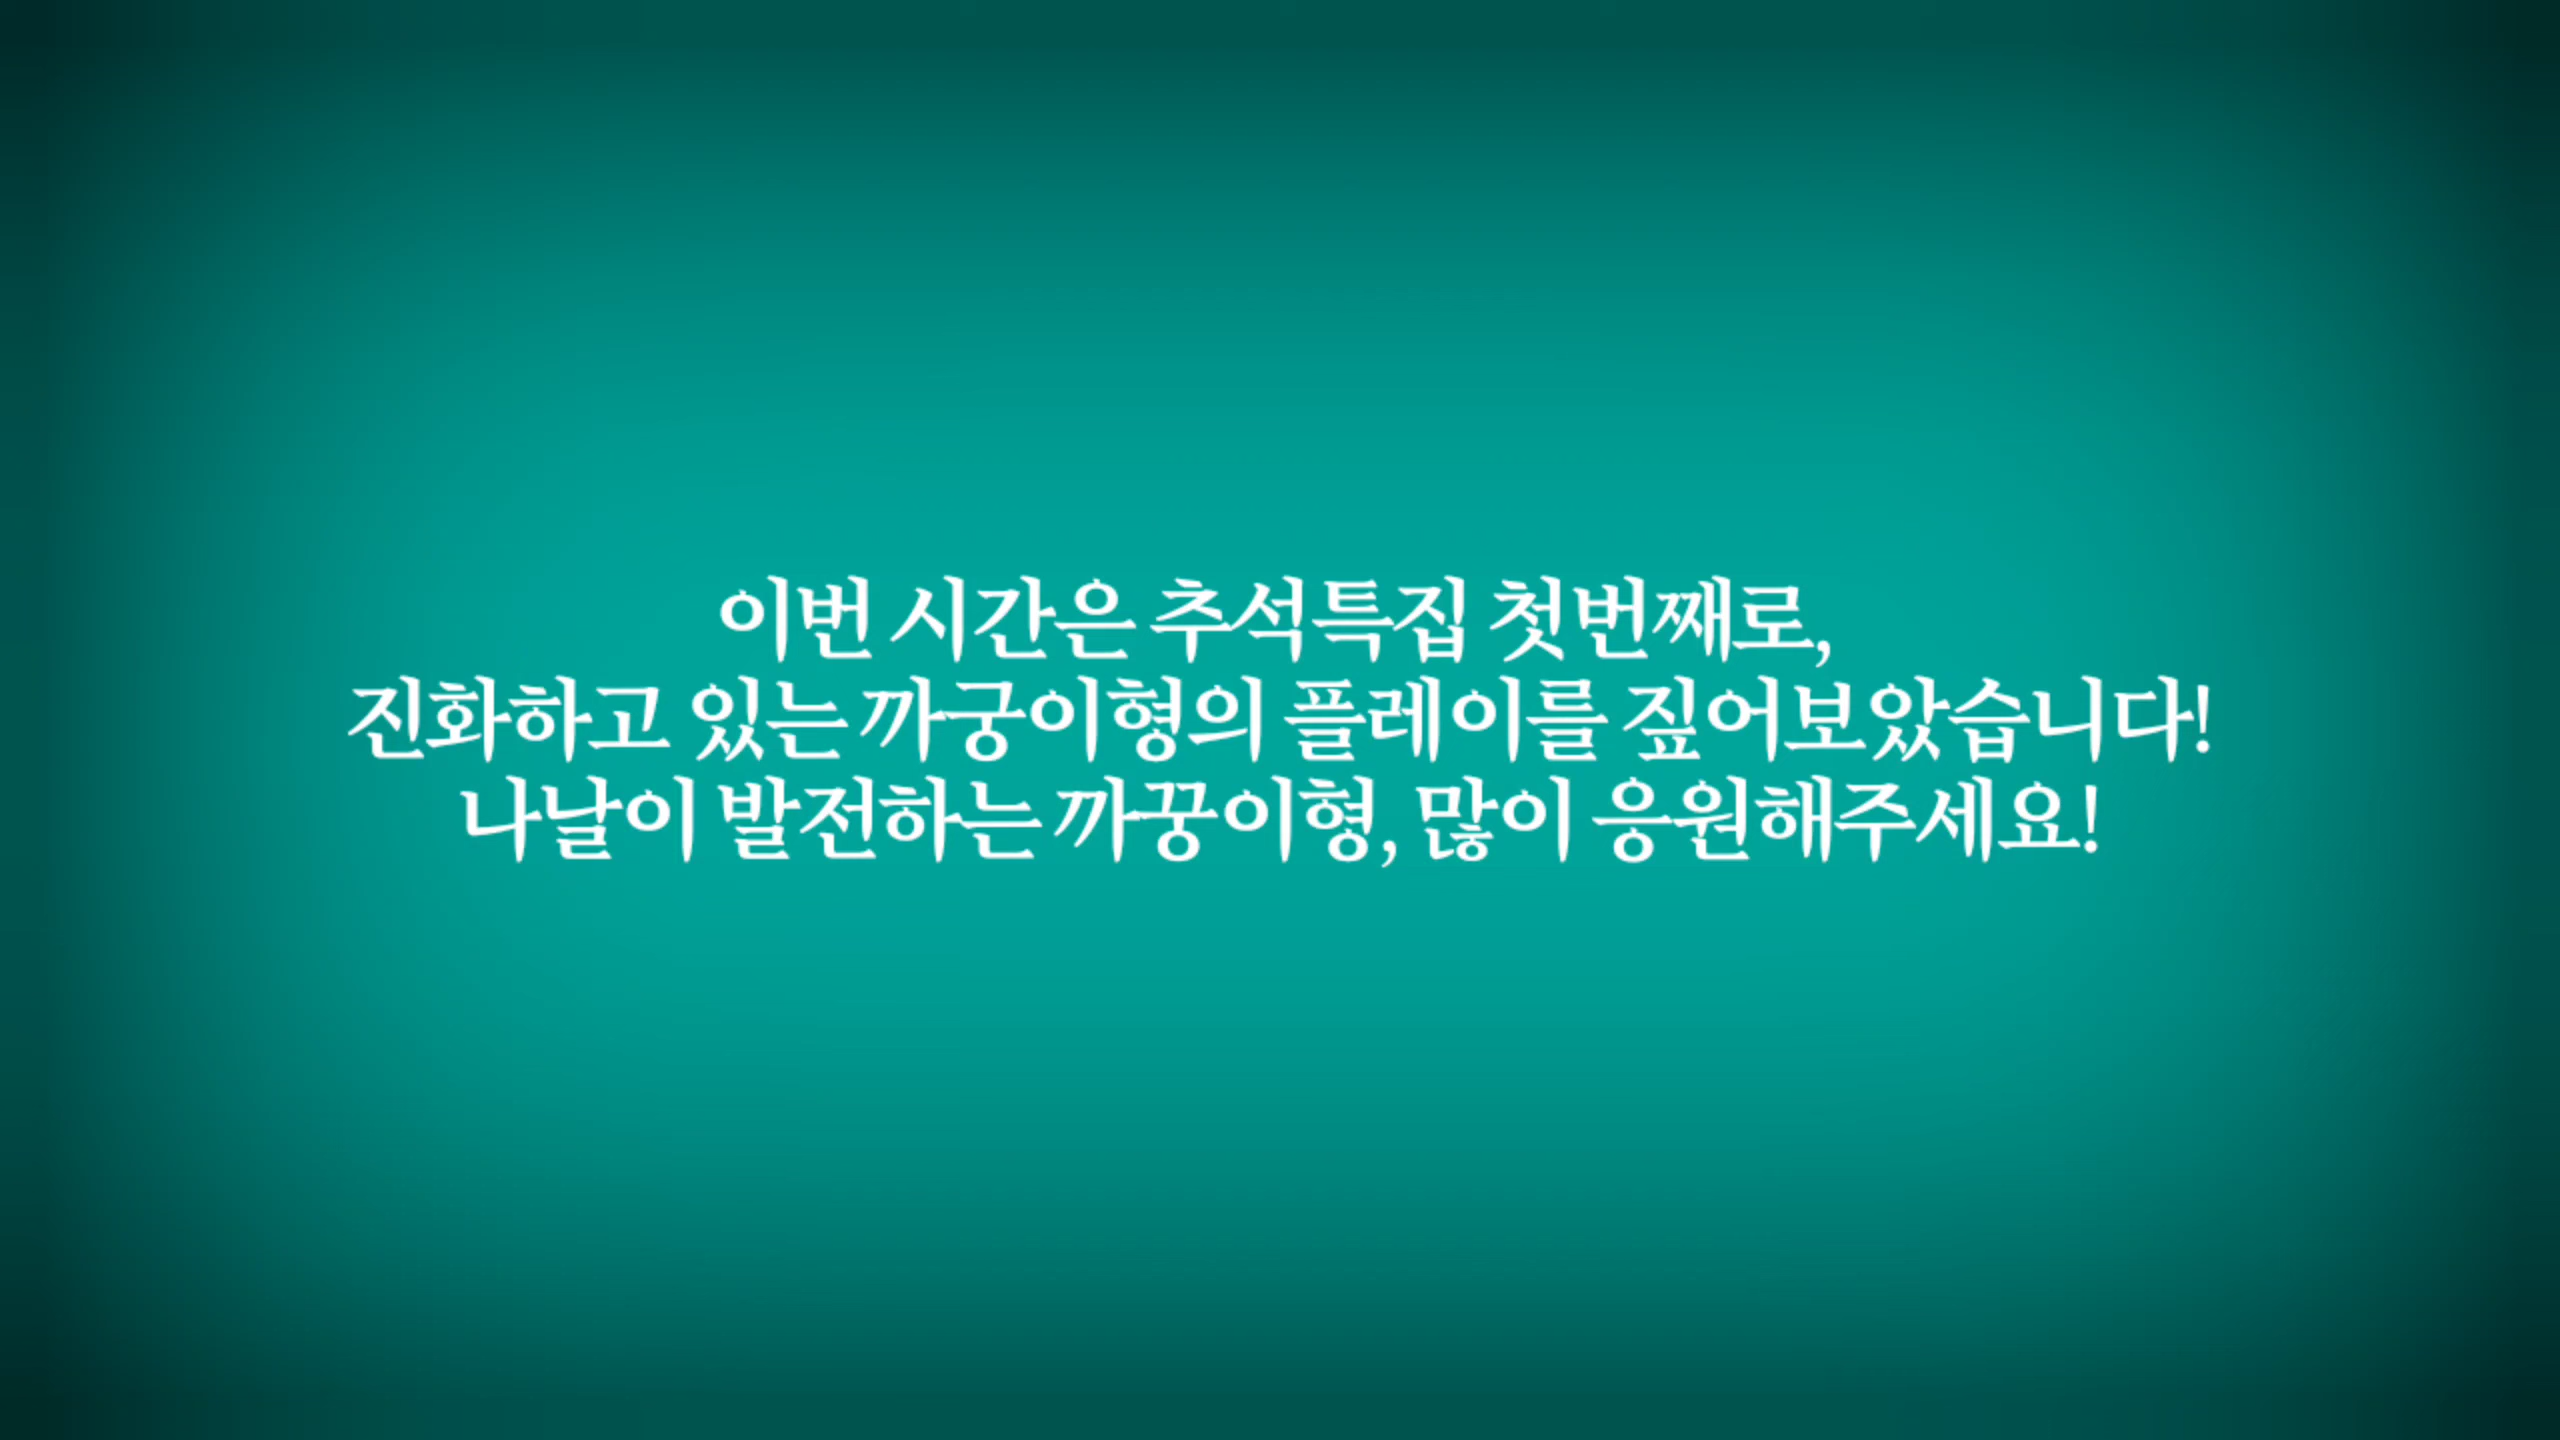 이번 시간은 추석특집 첫번째로,
진화하고 있는 까궁이형의 플레이를 짚어보았습니다!
나날이 발전하는 까꿍이형, 많이 응원해주세요!